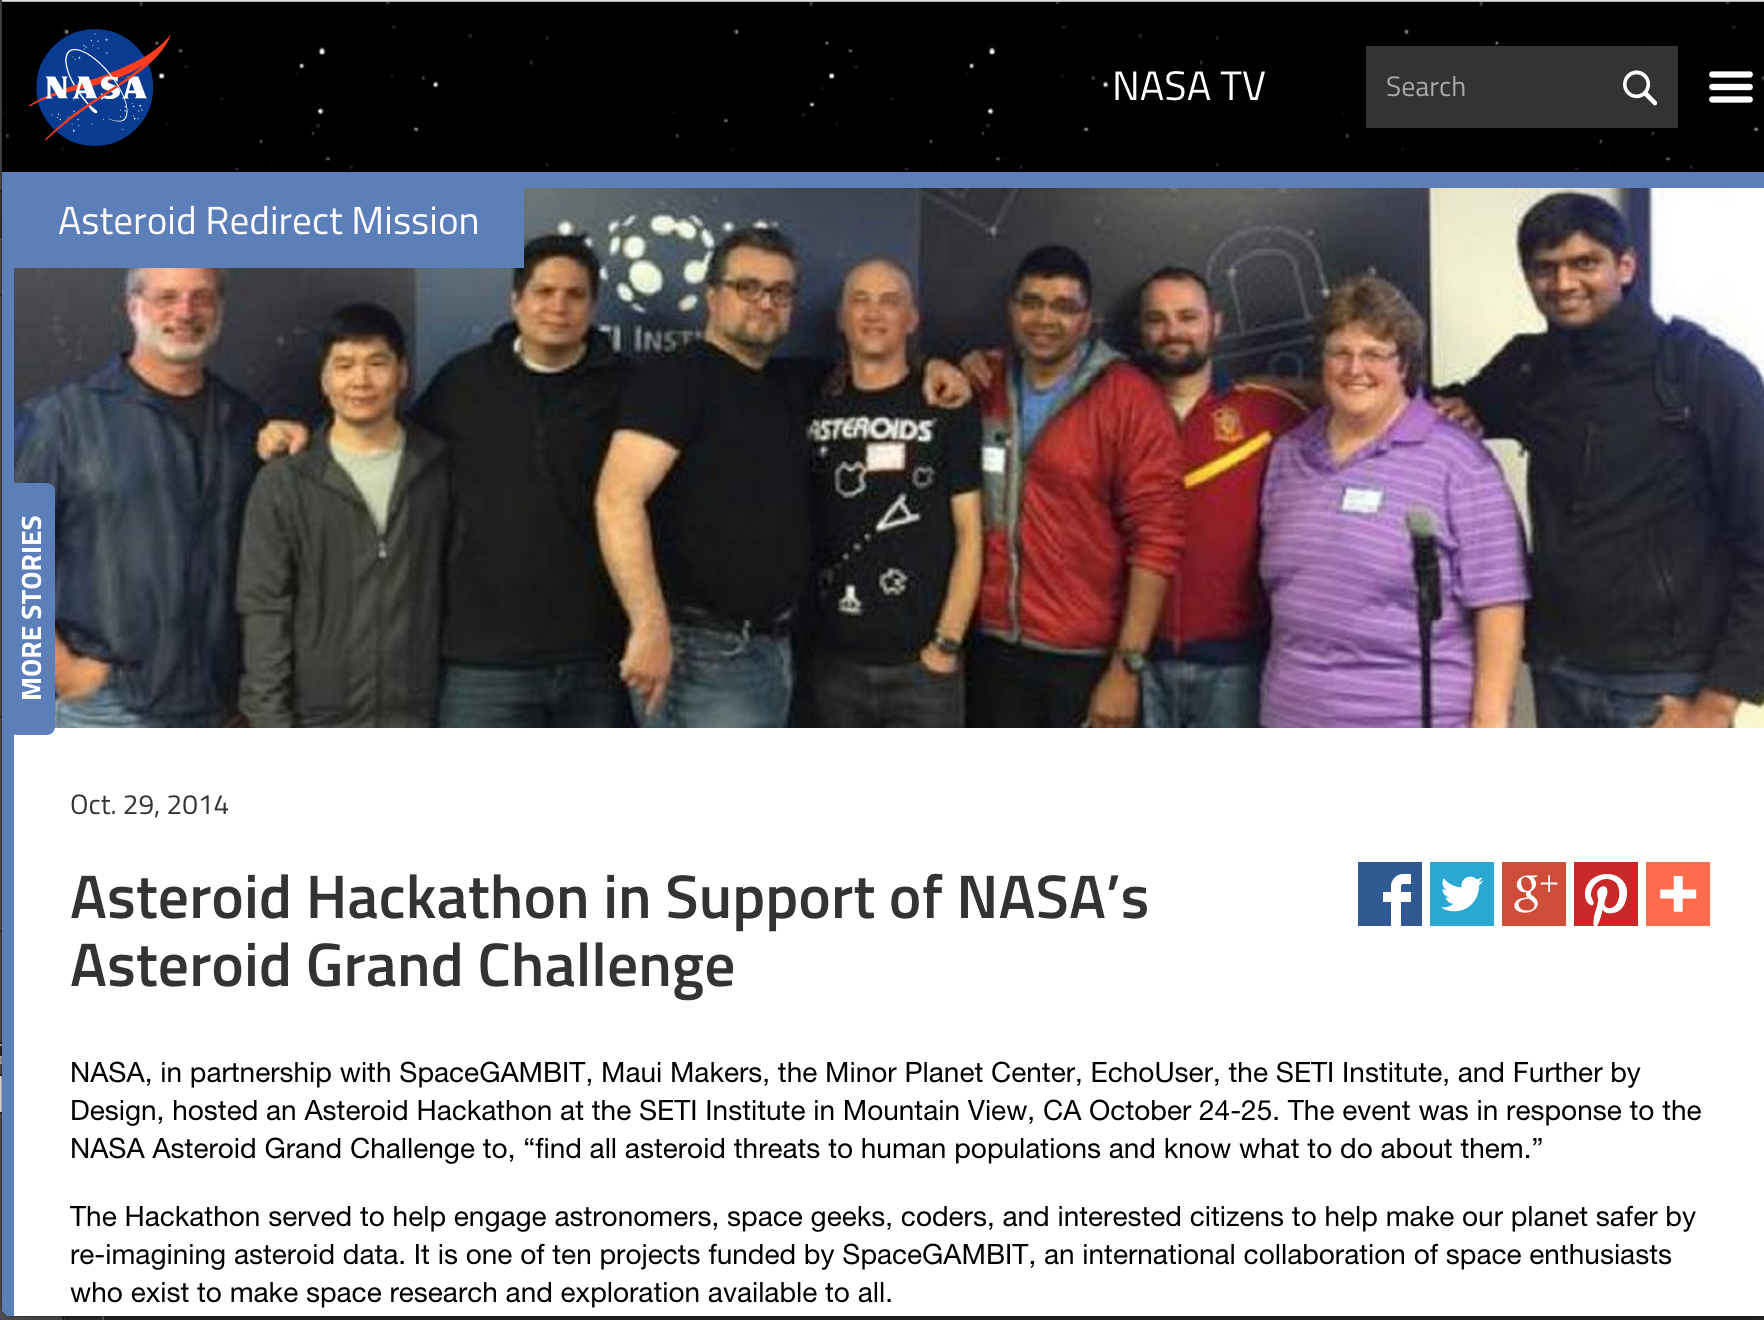 NASA
NASA TV
Search
Asteroid Redirect Mission
TI INST
ASTEROIDS
MORE STORIES
Oct. 29, 2014
Asteroid Hackathon in Support of NASA’s
Asteroid Grand Challenge
f
g+
NASA, in partnership with SpaceGAMBIT, Maui Makers, the Minor Planet Center, EchoUser, the SETI Institute, and Further by
Design, hosted an Asteroid Hackathon at the SETI Institute in Mountain View, CA October 24-25. The event was in response to the
NASA Asteroid Grand Challenge to, “find all asteroid threats to human populations and know what to do about them.”
The Hackathon served to help engage astronomers, space geeks, coders, and interested citizens to help make our planet safer by
re-imagining asteroid data. It is one of ten projects funded by SpaceGAMBIT, an international collaboration of space enthusiasts
who exist to make space research and exploration available to all.